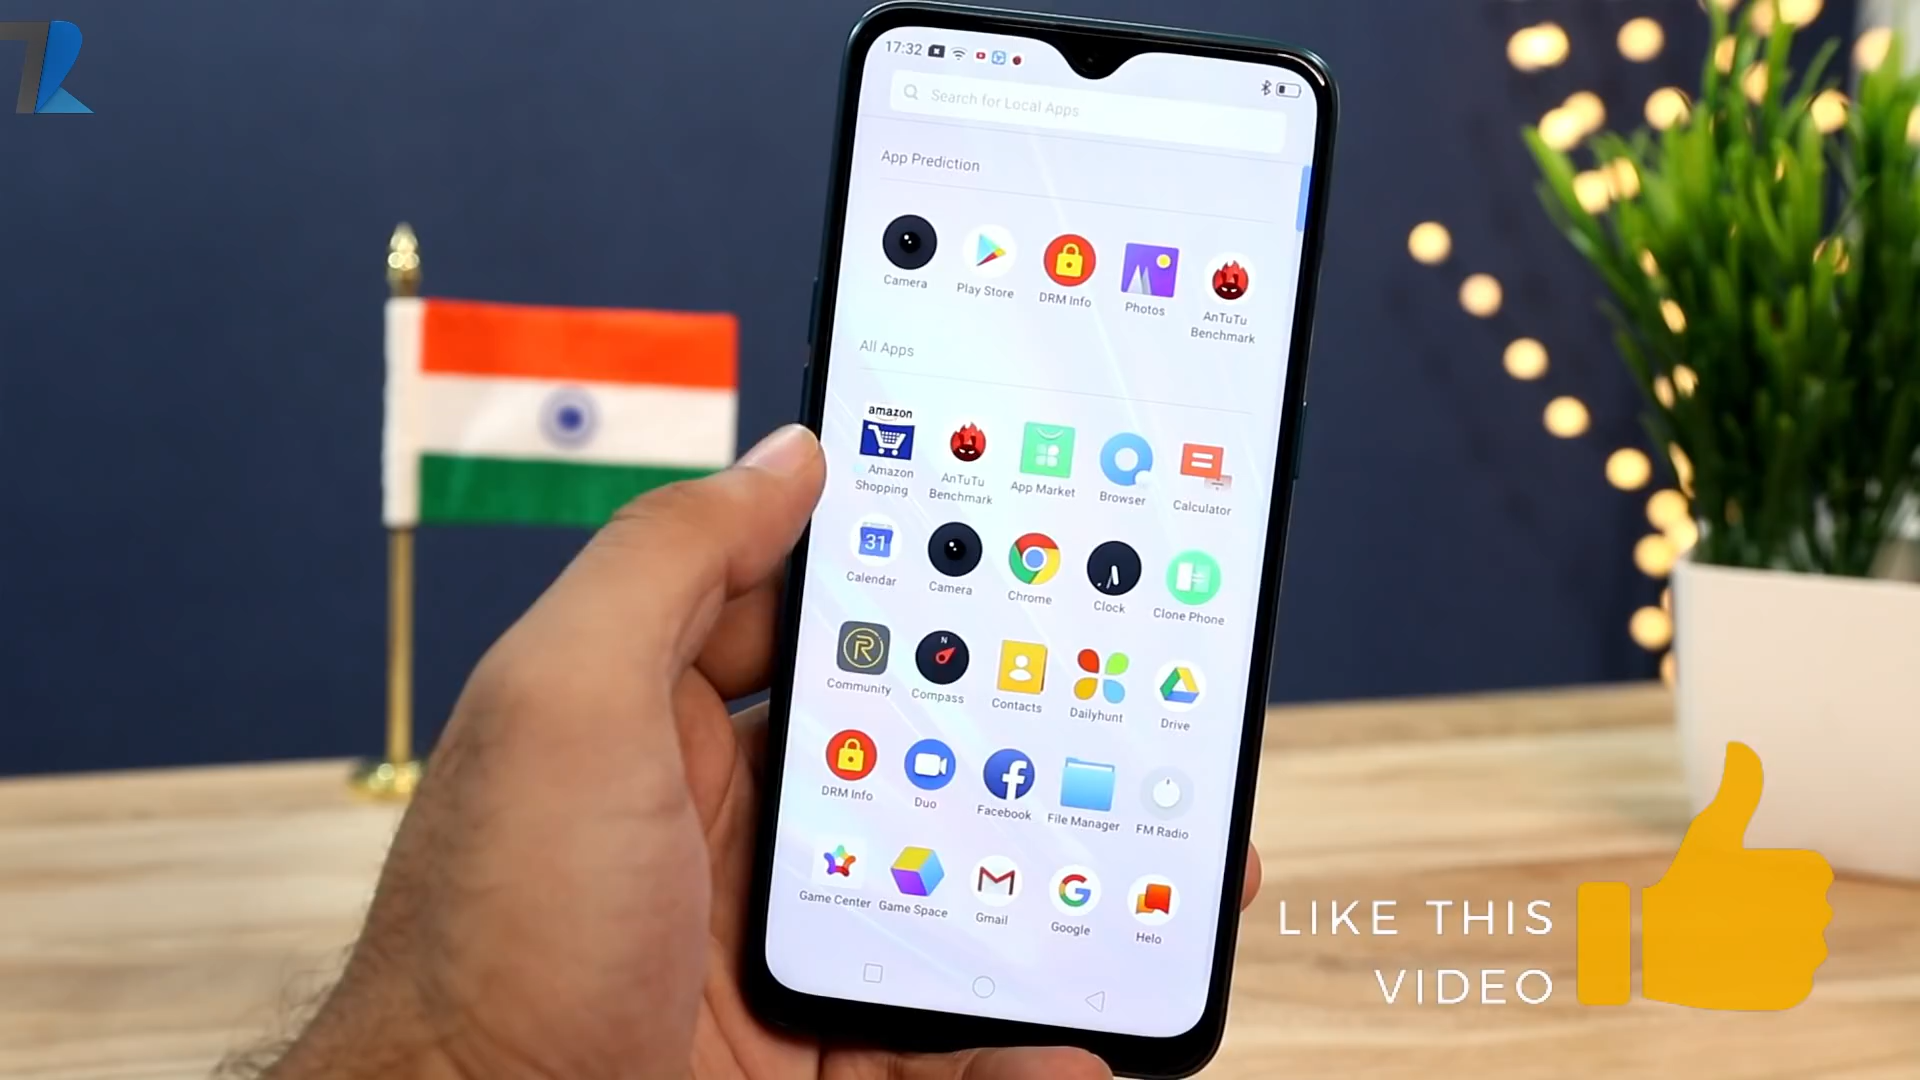 17:32
Search for Local Apps
App Prediction
Camera
Play Store
DRM Info
Photos
AnTuTu
Benchmark
All Apps
amazon
Amazon
Shopping
AnTuTu
Benchmark
App Market
Browser
Calculator
31
Calendar
Camera
Chrome
Clock
Clone Phone
R
Community
N
Compass
Contacts
Dailyhunt
Drive
DRM Info
Duo
f
Facebook
File Manager
FM Radio
Game Center
Game Space
M
Gmail
G
Google
Helo
LIKE THIS
VIDEO